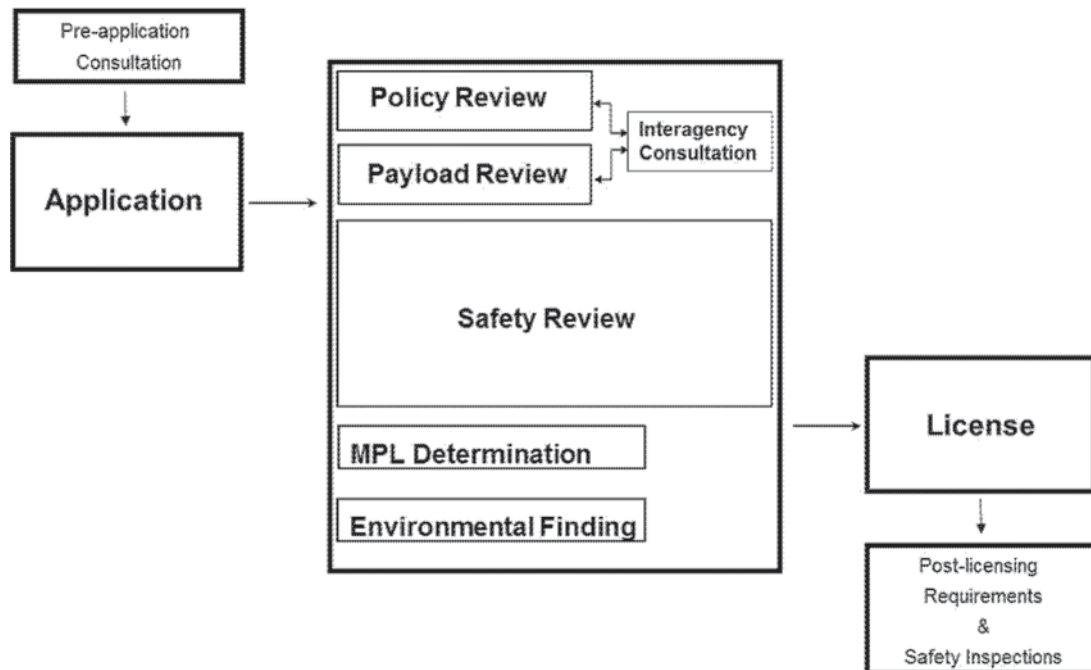 Pre-application
Consultation
Application
Policy Review
Payload Review
Interagency
Consultation
Safety Review
MPL Determination
Environmental Finding
License
Post-licensing
Requirements
&
Safety Inspections